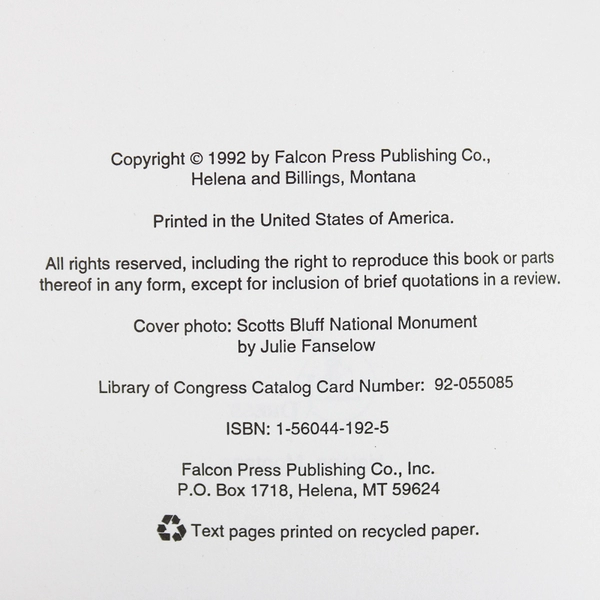 Copyright © 1992 by Falcon Press Publishing Co.,
Helena and Billings, Montana
Printed in the United States of America.
All rights reserved, including the right to reproduce this book or parts
thereof in any form, except for inclusion of brief quotations in a review.
Cover photo: Scotts Bluff National Monument
by Julie Fanselow
Library of Congress Catalog Card Number: 92-055085
ISBN: 1-56044-192-5
Falcon Press Publishing Co., Inc.
P.O. Box 1718, Helena, MT 59624
Text pages printed on recycled paper.